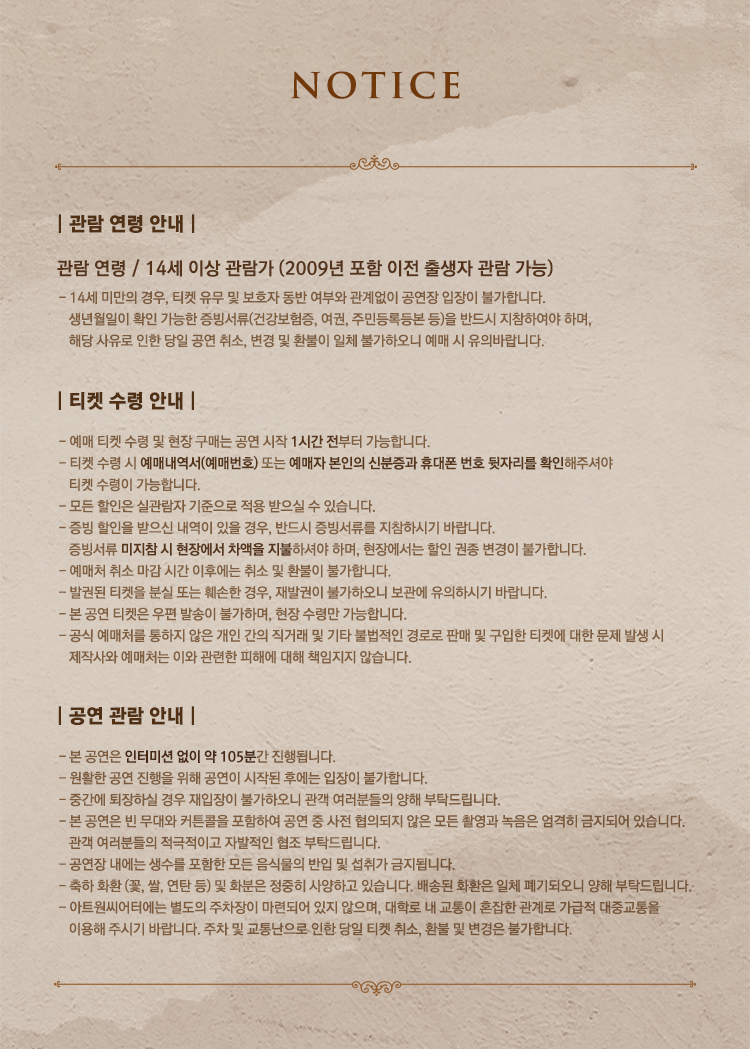 NOTICE
| 관람 연령 안내 |
관람 연령 / 14세 이상 관람가 (2009년 포함 이전 출생자 관람 가능)
- 14세 미만의 경우, 티켓 유무 및 보호자 동반 여부와 관계없이 공연장 입장이 불가합니다.
생년월일이 확인 가능한 증빙서류(건강보험증, 여권, 주민등록등본 등)을 반드시 지참하여야 하며,
해당 사유로 인한 당일 공연 취소, 변경 및 환불이 일체 불가하오니 예매 시 유의바랍니다.
| 티켓 수령 안내 |
- 예매 티켓 수령 및 현장 구매는 공연 시작 1시간 전부터 가능합니다.
- 티켓 수령 시 예매내역서(예매번호) 또는 예매자 본인의 신분증과 휴대폰 번호 뒷자리를 확인해주셔야
티켓 수령이 가능합니다.
- 모든 할인은 실관람자 기준으로 적용 받으실 수 있습니다.
- 증빙 할인을 받으신 내역이 있을 경우, 반드시 증빙서류를 지참하시기 바랍니다.
증빙서류 미지참 시 현장에서 차액을 지불하셔야 하며, 현장에서는 할인 권종 변경이 불가합니다.
- 예매처 취소 마감 시간 이후에는 취소 및 환불이 불가합니다.
- 발권된 티켓을 분실 또는 훼손한 경우, 재발권이 불가하오니 보관에 유의하시기 바랍니다.
- 본 공연 티켓은 우편 발송이 불가하며, 현장 수령만 가능합니다.
- 공식 예매처를 통하지 않은 개인 간의 직거래 및 기타 불법적인 경로로 판매 및 구입한 티켓에 대한 문제 발생 시
제작사와 예매처는 이와 관련한 피해에 대해 책임지지 않습니다.
| 공연 관람 안내 |
- 본 공연은 인터미션 없이 약 105분간 진행됩니다.
- 원활한 공연 진행을 위해 공연이 시작된 후에는 입장이 불가합니다.
- 중간에 퇴장하실 경우 재입장이 불가하오니 관객 여러분들의 양해 부탁드립니다.
- 본 공연은 빈 무대와 커튼콜을 포함하여 공연 중 사전 협의되지 않은 모든 촬영과 녹음은 엄격히 금지되어 있습니다.
관객 여러분들의 적극적이고 자발적인 협조 부탁드립니다.
- 공연장 내에는 생수를 포함한 모든 음식물의 반입 및 섭취가 금지됩니다.
- 축하 화환 (꽃, 쌀, 연탄 등) 및 화분은 정중히 사양하고 있습니다. 배송된 화환은 일체 폐기되오니 양해 부탁드립니다.
- 아트원씨어터에는 별도의 주차장이 마련되어 있지 않으며, 대학로 내 교통이 혼잡한 관계로 가급적 대중교통을
이용해 주시기 바랍니다. 주차 및 교통난으로 인한 당일 티켓 취소, 환불 및 변경은 불가합니다.